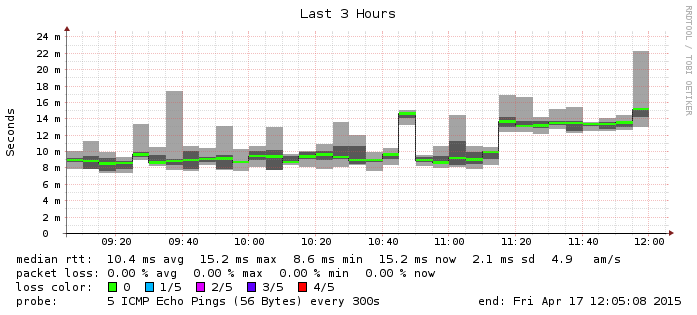 Last 3 Hours
RRDTOOL / TOBI OETIKER
Seconds
24 m
22 m
20 m
18 m
16 m
14 m
12 m
10 m
8 m
6 m
4 m
2 m
0
09:20 09:40 10:00 10:20 10:40 11:00 11:20 11:40 12:00
median rtt: 10.4 ms avg 15.2 ms max 8.6 ms min 15.2 ms now 2.1 ms sd 4.9 am/s
packet loss: 0.00 % avg 0.00 % max 0.00 % min 0.00 % now
loss color: 0 1/5 2/5 3/5 4/5
probe: 5 ICMP Echo Pings (56 Bytes) every 300s end: Fri Apr 17 12:05:08 2015